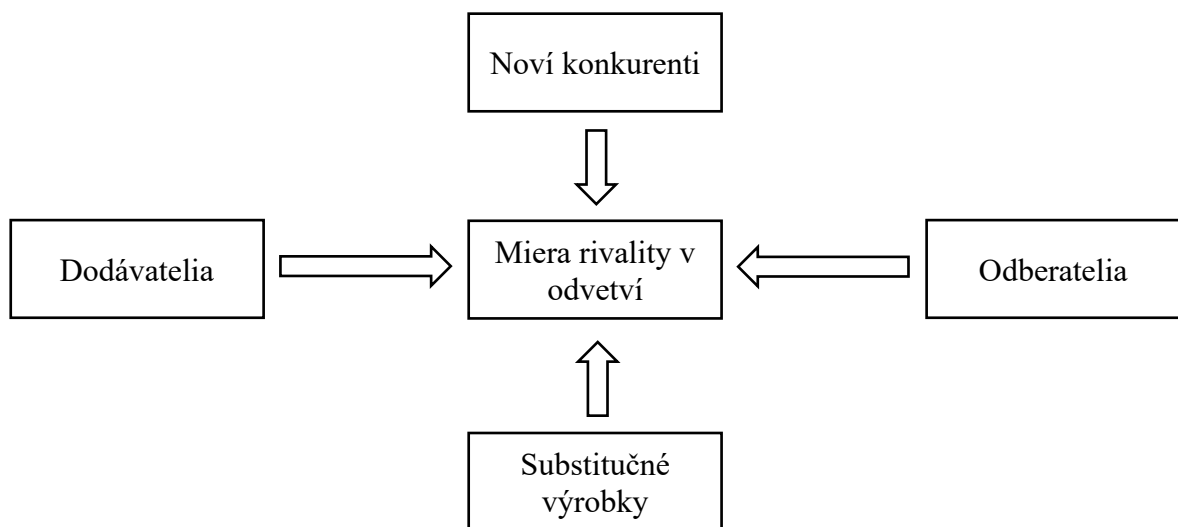 Noví konkurenti
Dodávatelia
Miera rivality v
odvetví
Odberatelia
Substitučné
výrobky